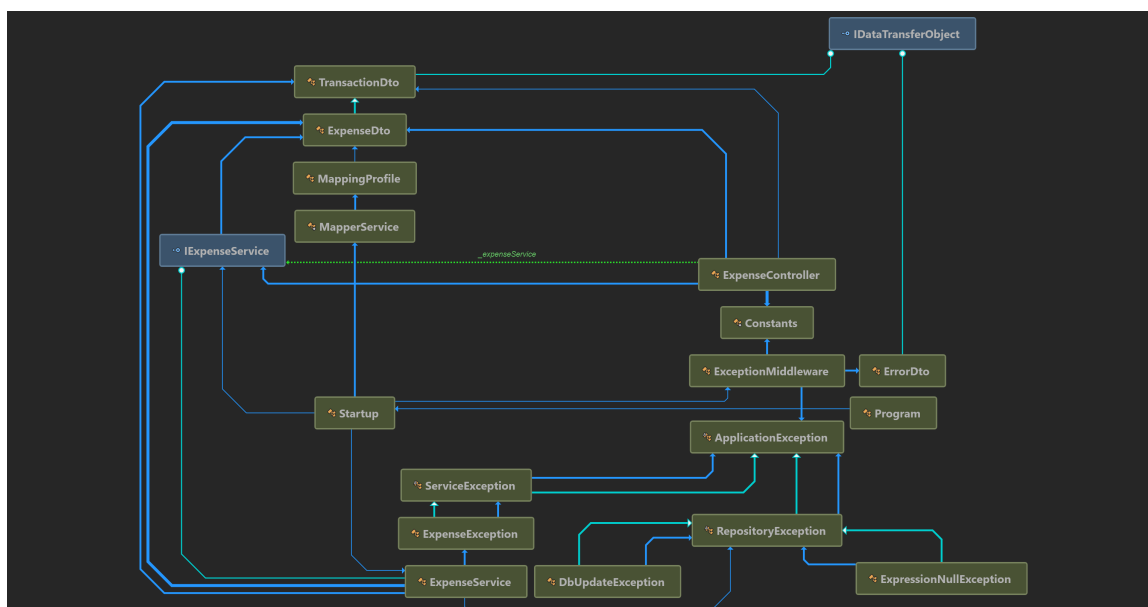 IDataTransferObject
TransactionDto
ExpenseDto
MappingProfile
MapperService
IExpenseService
_expenseService
ExpenseController
Constants
ExceptionMiddleware
ErrorDto
Startup
Program
ApplicationException
ServiceException
ExpenseException
RepositoryException
ExpenseService
DbUpdateException
ExpressionNullException